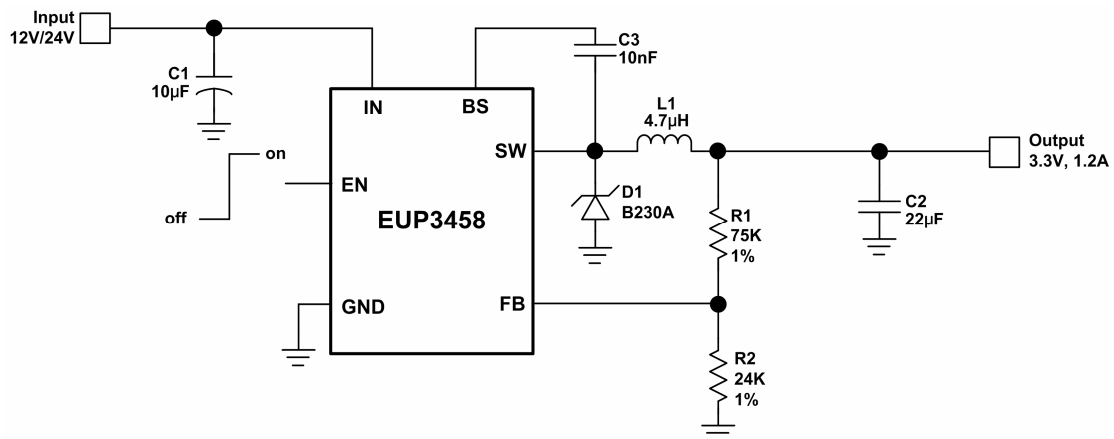 Input
12V/24V
C1
10µF
IN
BS
C3
10nF
L1
4.7µH
SW
Output
3.3V, 1.2A
on
off
EN
EUP3458
D1
B230A
R1
75K
1%
C2
22µF
GND
FB
R2
24K
1%